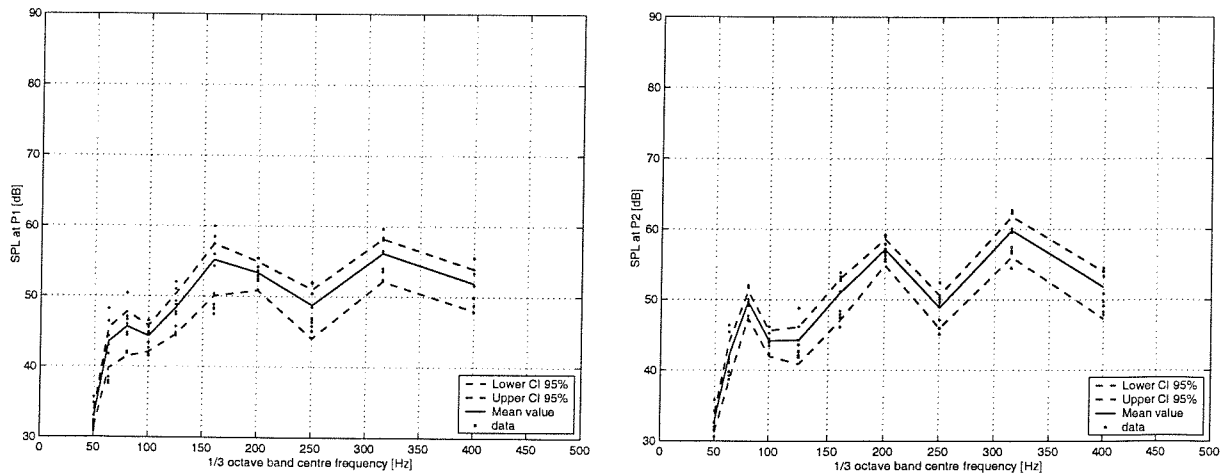 90
80
70
60
50
40
30
SPL at P1 [dB]
0 50 100 150 200 250 300 350 400 450 500
1/3 octave band centre frequency [Hz]
Lower CI 95%
Upper CI 95%
Mean value
data
90
80
70
60
50
40
30
SPL at P2 [dB]
0 50 100 150 200 250 300 350 400 450 500
1/3 octave band centre frequency [Hz]
Lower CI 95%
Upper CI 95%
Mean value
data